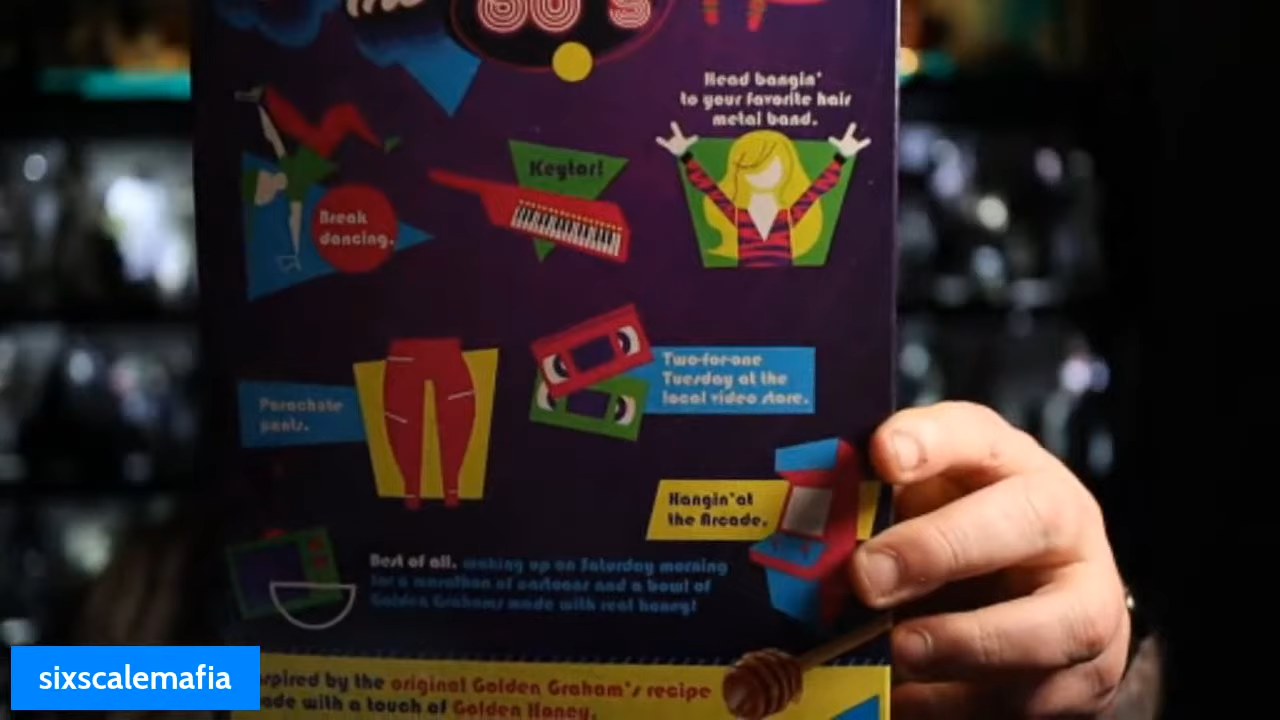 the
80's
Head bangin'
to your favorite hair
metal band.
Keytar!
Break
dancing.
Two-for-one
Tuesday at the
local video store.
Parachute
pants.
Hangin' at
the Arcade.
Best of all, waking up on Saturday morning
for a marathon of cartoons and a bowl of
Golden Grahams made with real honey!
sixscalemafia
nspired by the original Golden Graham's recipe
ade with a touch of Golden Honey.